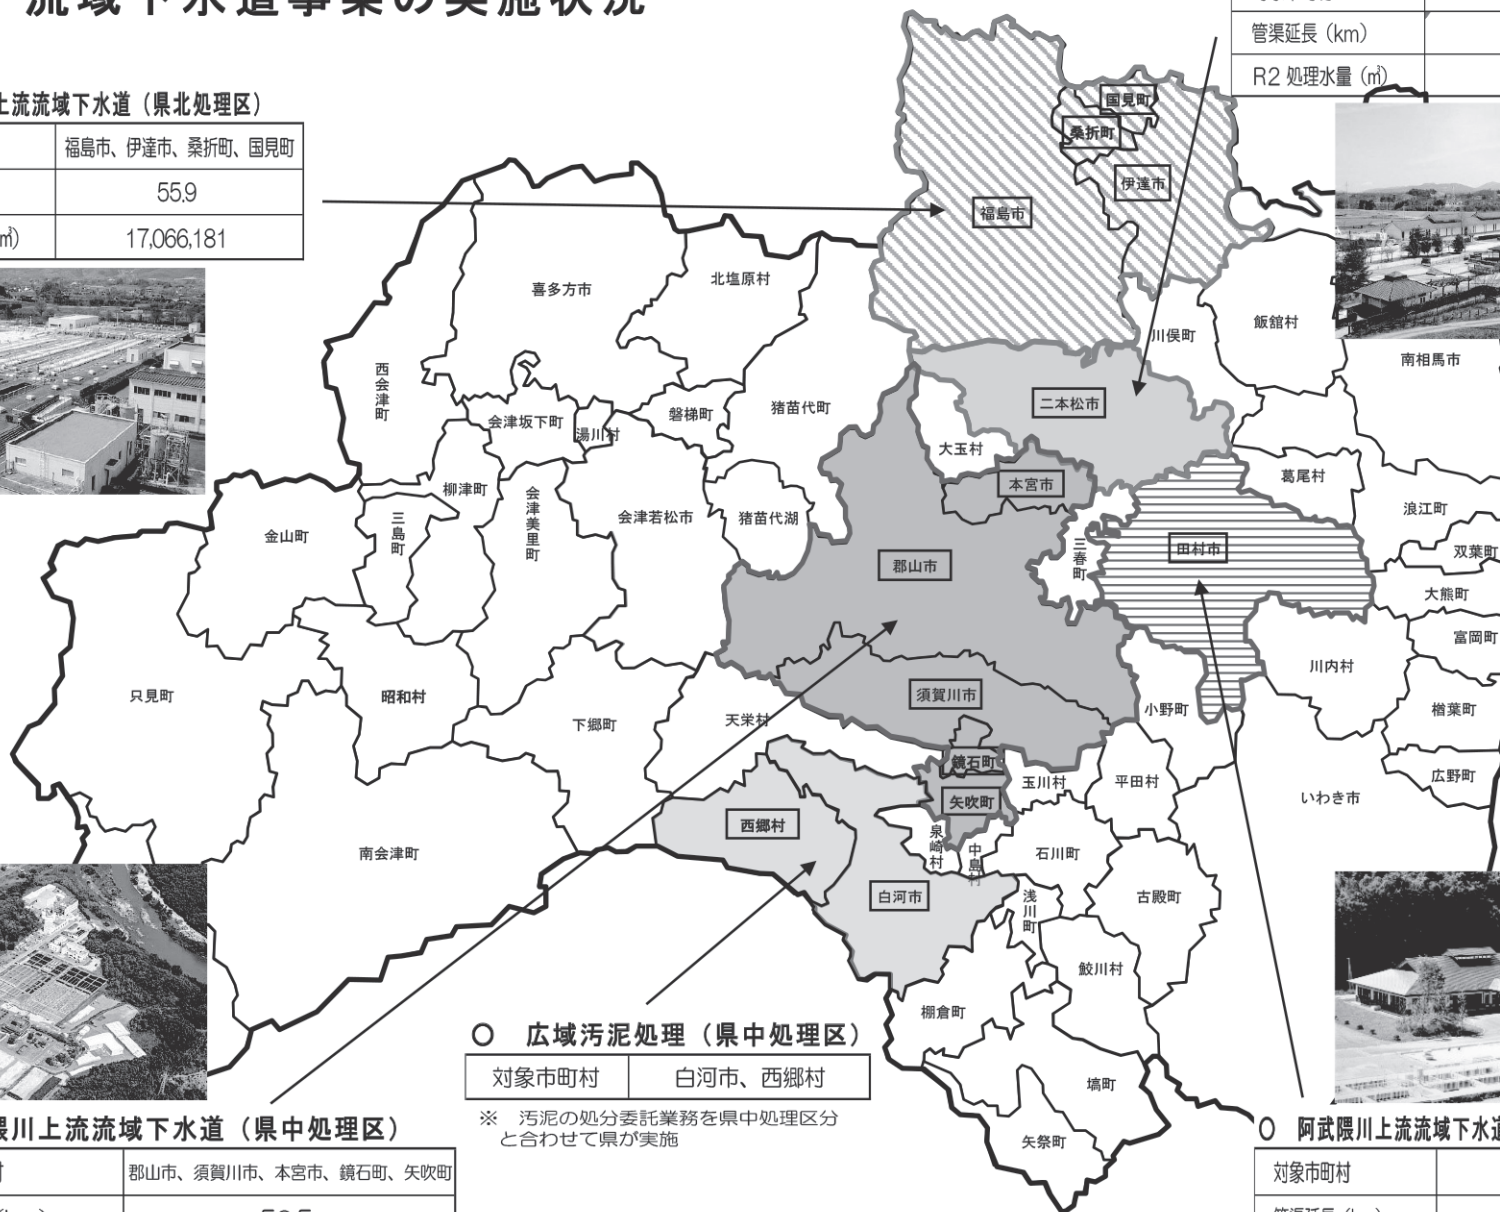 流域下水道事業の実施状況
管渠延長（km）
R2 処理水量（㎥）
上流流域下水道（県北処理区）
福島市、伊達市、桑折町、国見町
55.9
㎥）
17,066,181
国見町
桑折町
伊達市
福島市
喜多方市
北塩原村
川俣町
飯舘村
南相馬市
西会津町
会津坂下町
湯川村
磐梯町
猪苗代町
二本松市
大玉村
本宮市
葛尾村
浪江町
双葉町
大熊町
富岡町
楢葉町
広野町
柳津町
三島町
金山町
会津美里町
会津若松市
猪苗代湖
郡山市
三春町
田村市
川内村
只見町
昭和村
下郷町
天栄村
須賀川市
小野町
鏡石町
矢吹町
玉川村
平田村
いわき市
西郷村
泉崎村
中島村
石川町
南会津町
白河市
浅川町
古殿町
鮫川村
棚倉町
塙町
矢祭町
○　広域汚泥処理（県中処理区）
対象市町村
白河市、西郷村
※　汚泥の処分委託業務を県中処理区分
と合わせて県が実施
隈川上流流域下水道（県中処理区）
村
郡山市、須賀川市、本宮市、鏡石町、矢吹町
○　阿武隈川上流流域下水道
対象市町村